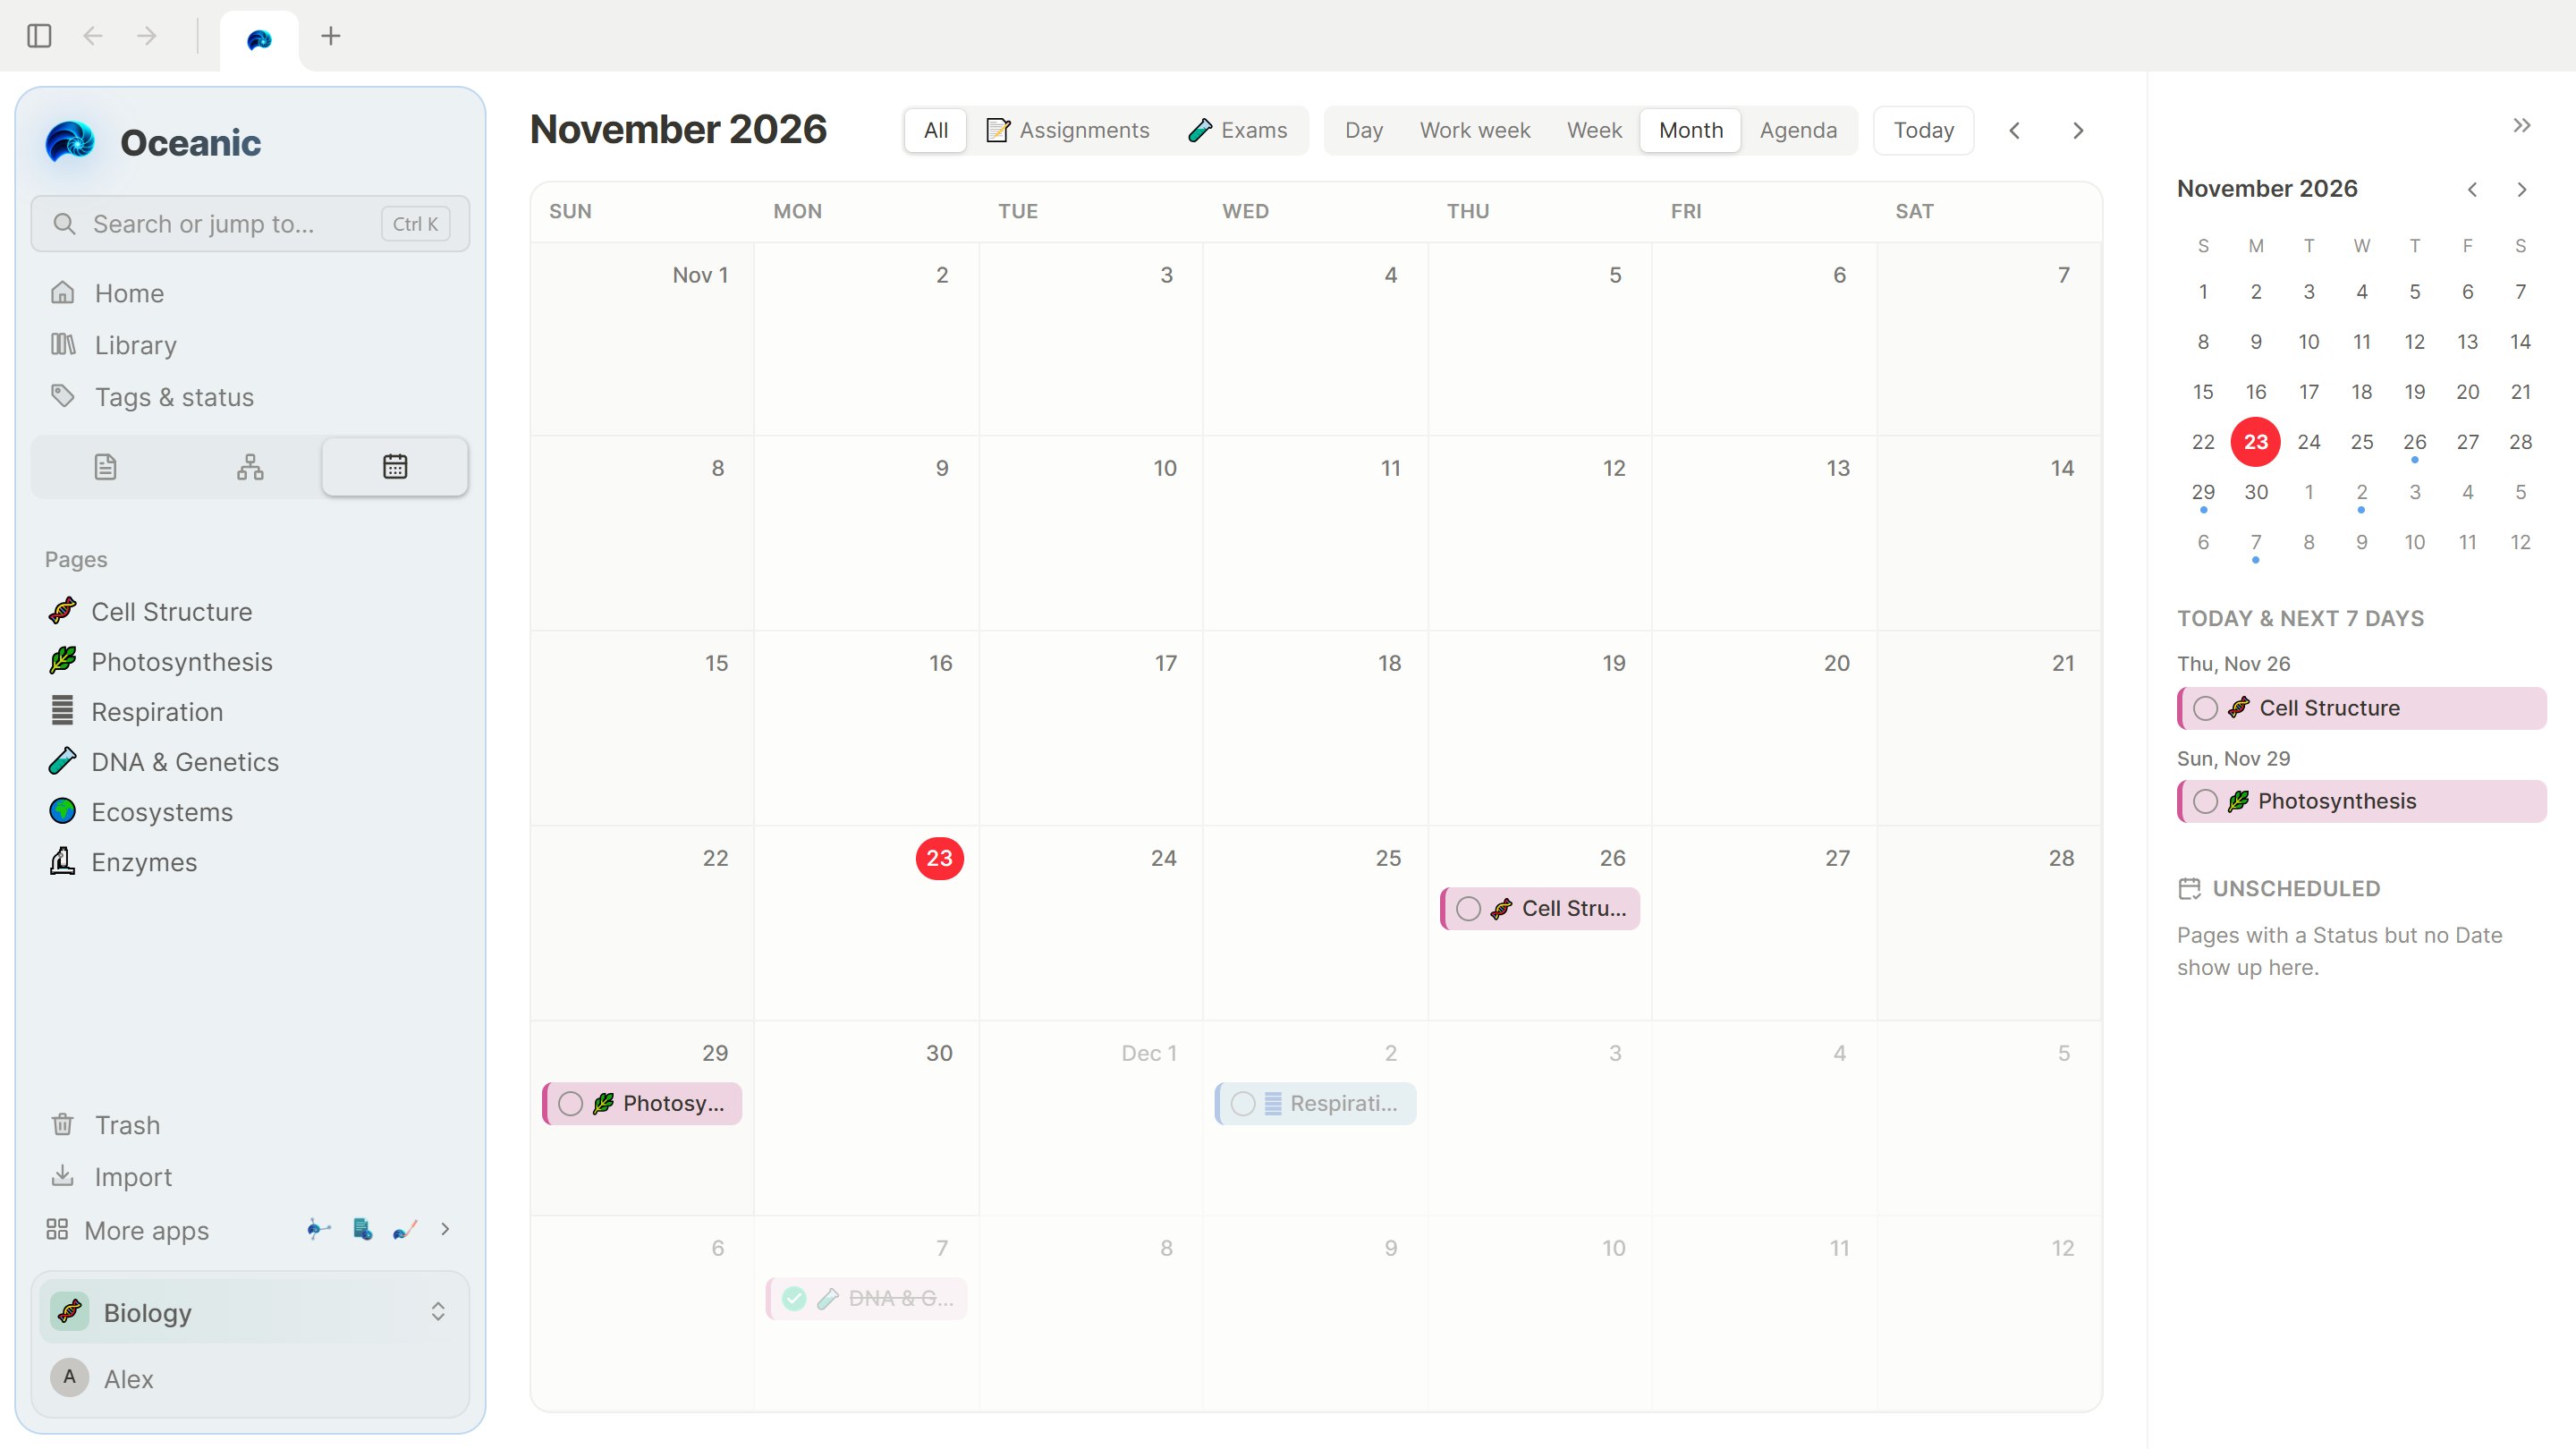 Oceanic
Search or jump to... Ctrl K
Home
Library
Tags & status
Pages
Cell Structure
Photosynthesis
Respiration
DNA & Genetics
Ecosystems
Enzymes
Trash
Import
More apps
Biology
A Alex
November 2026
All Assignments Exams
Day Work week Week Month Agenda
Today
SUN MON TUE WED THU FRI SAT
Nov 1 2 3 4 5 6 7
8 9 10 11 12 13 14
15 16 17 18 19 20 21
22 23 24 25 26 27 28
Cell Stru...
29 30 Dec 1 2 3 4 5
Photosy... Respirati...
6 7 8 9 10 11 12
DNA & G...
November 2026
S M T W T F S
1 2 3 4 5 6 7
8 9 10 11 12 13 14
15 16 17 18 19 20 21
22 23 24 25 26 27 28
29 30 1 2 3 4 5
6 7 8 9 10 11 12
TODAY & NEXT 7 DAYS
Thu, Nov 26
Cell Structure
Sun, Nov 29
Photosynthesis
UNSCHEDULED
Pages with a Status but no Date
show up here.